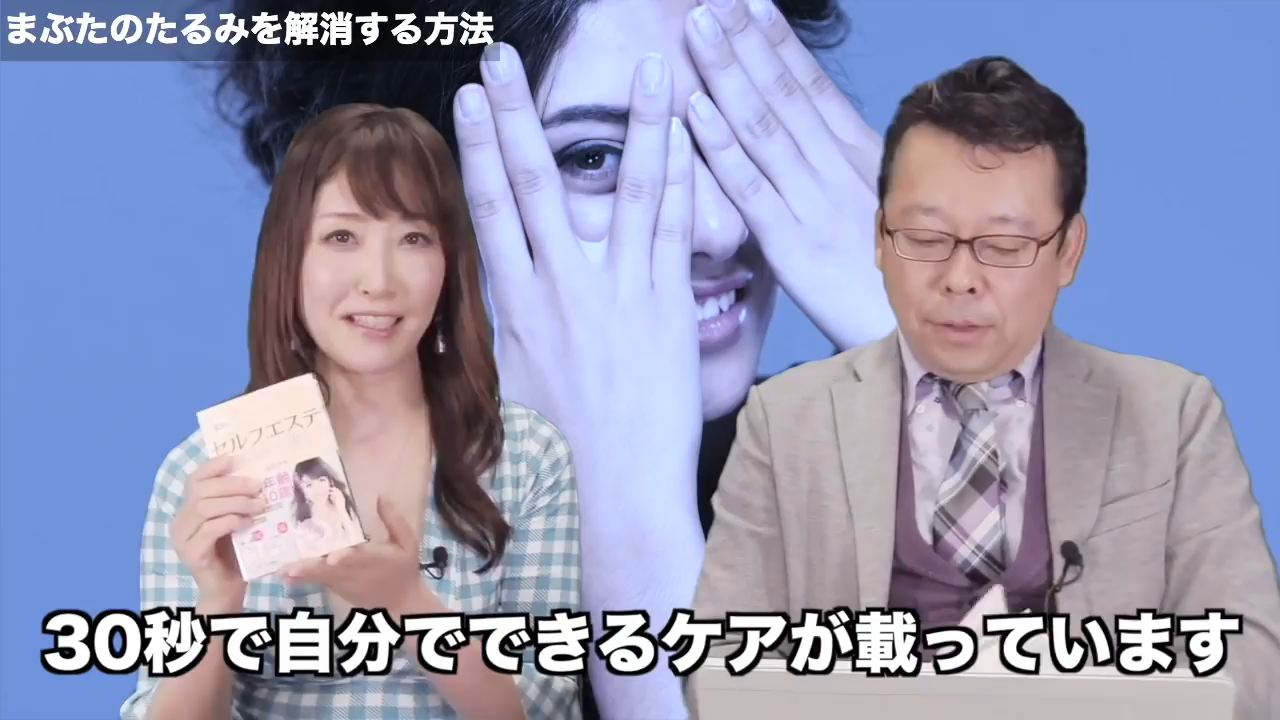 まぶたのたるみを解消する方法
セルフエステ
年齢
30秒で自分でできるケアが載っています